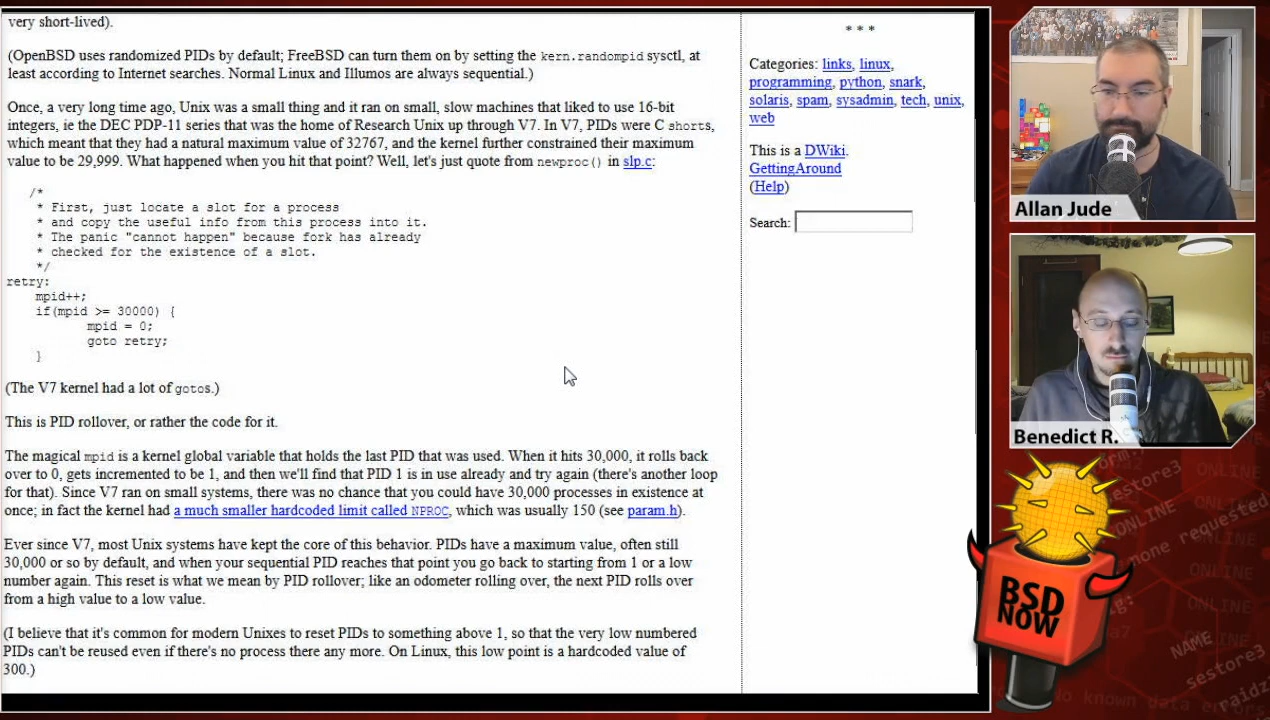 very short-lived).
(OpenBSD uses randomized PIDs by default; FreeBSD can turn them on by setting the kern.randompid sysctl, at
least according to Internet searches. Normal Linux and Illumos are always sequential.)
Once, a very long time ago, Unix was a small thing and it ran on small, slow machines that liked to use 16-bit
integers, ie the DEC PDP-11 series that was the home of Research Unix up through V7. In V7, PIDs were C shorts,
which meant that they had a natural maximum value of 32767, and the kernel further constrained their maximum
value to be 29,999. What happened when you hit that point? Well, let's just quote from newproc() in slp.c:
/*
* First, just locate a slot for a process
* and copy the useful info from this process into it.
* The panic "cannot happen" because fork has already
* checked for the existence of a slot.
*/
retry:
mpid++;
if(mpid >= 30000) {
mpid = 0;
goto retry;
}
(The V7 kernel had a lot of gotos.)
This is PID rollover, or rather the code for it.
The magical mpid is a kernel global variable that holds the last PID that was used. When it hits 30,000, it rolls back
over to 0, gets incremented to be 1, and then we'll find that PID 1 is in use already and try again (there's another loop
for that). Since V7 ran on small systems, there was no chance that you could have 30,000 processes in existence at
once; in fact the kernel had a much smaller hardcoded limit called NPROC, which was usually 150 (see param.h).
Ever since V7, most Unix systems have kept the core of this behavior. PIDs have a maximum value, often still
30,000 or so by default, and when your sequential PID reaches that point you go back to starting from 1 or a low
number again. This reset is what we mean by PID rollover; like an odometer rolling over, the next PID rolls over
from a high value to a low value.
(I believe that it's common for modern Unixes to reset PIDs to something above 1, so that the very low numbered
PIDs can't be reused even if there's no process there any more. On Linux, this low point is a hardcoded value of
300.)
* * *
Categories: links, linux,
programming, python, snark,
solaris, spam, sysadmin, tech, unix,
web
This is a DWiki.
GettingAround
(Help)
Search:
Allan Jude
Benedict R.
BSD
NOW
ONLINE
ONLINE
ONLINE
ONLINE
NAME
sestore3
more requested
No known data errors